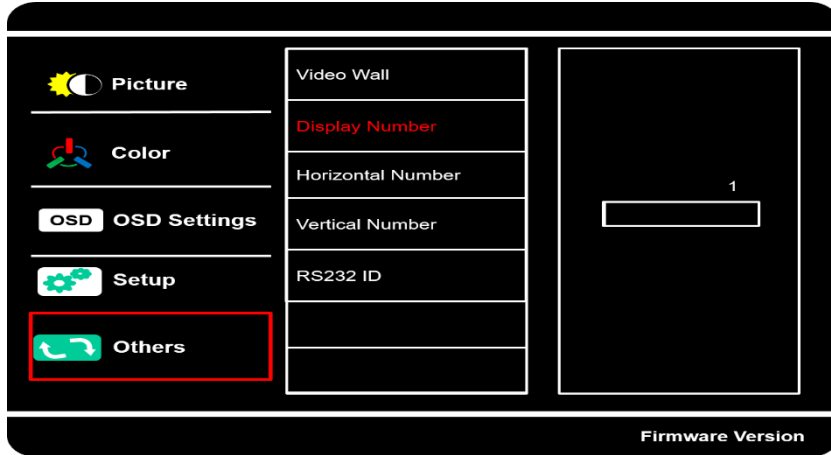 Picture
Color
OSD OSD Settings
Setup
Others
Video Wall
Display Number
Horizontal Number
Vertical Number
RS232 ID
1
Firmware Version